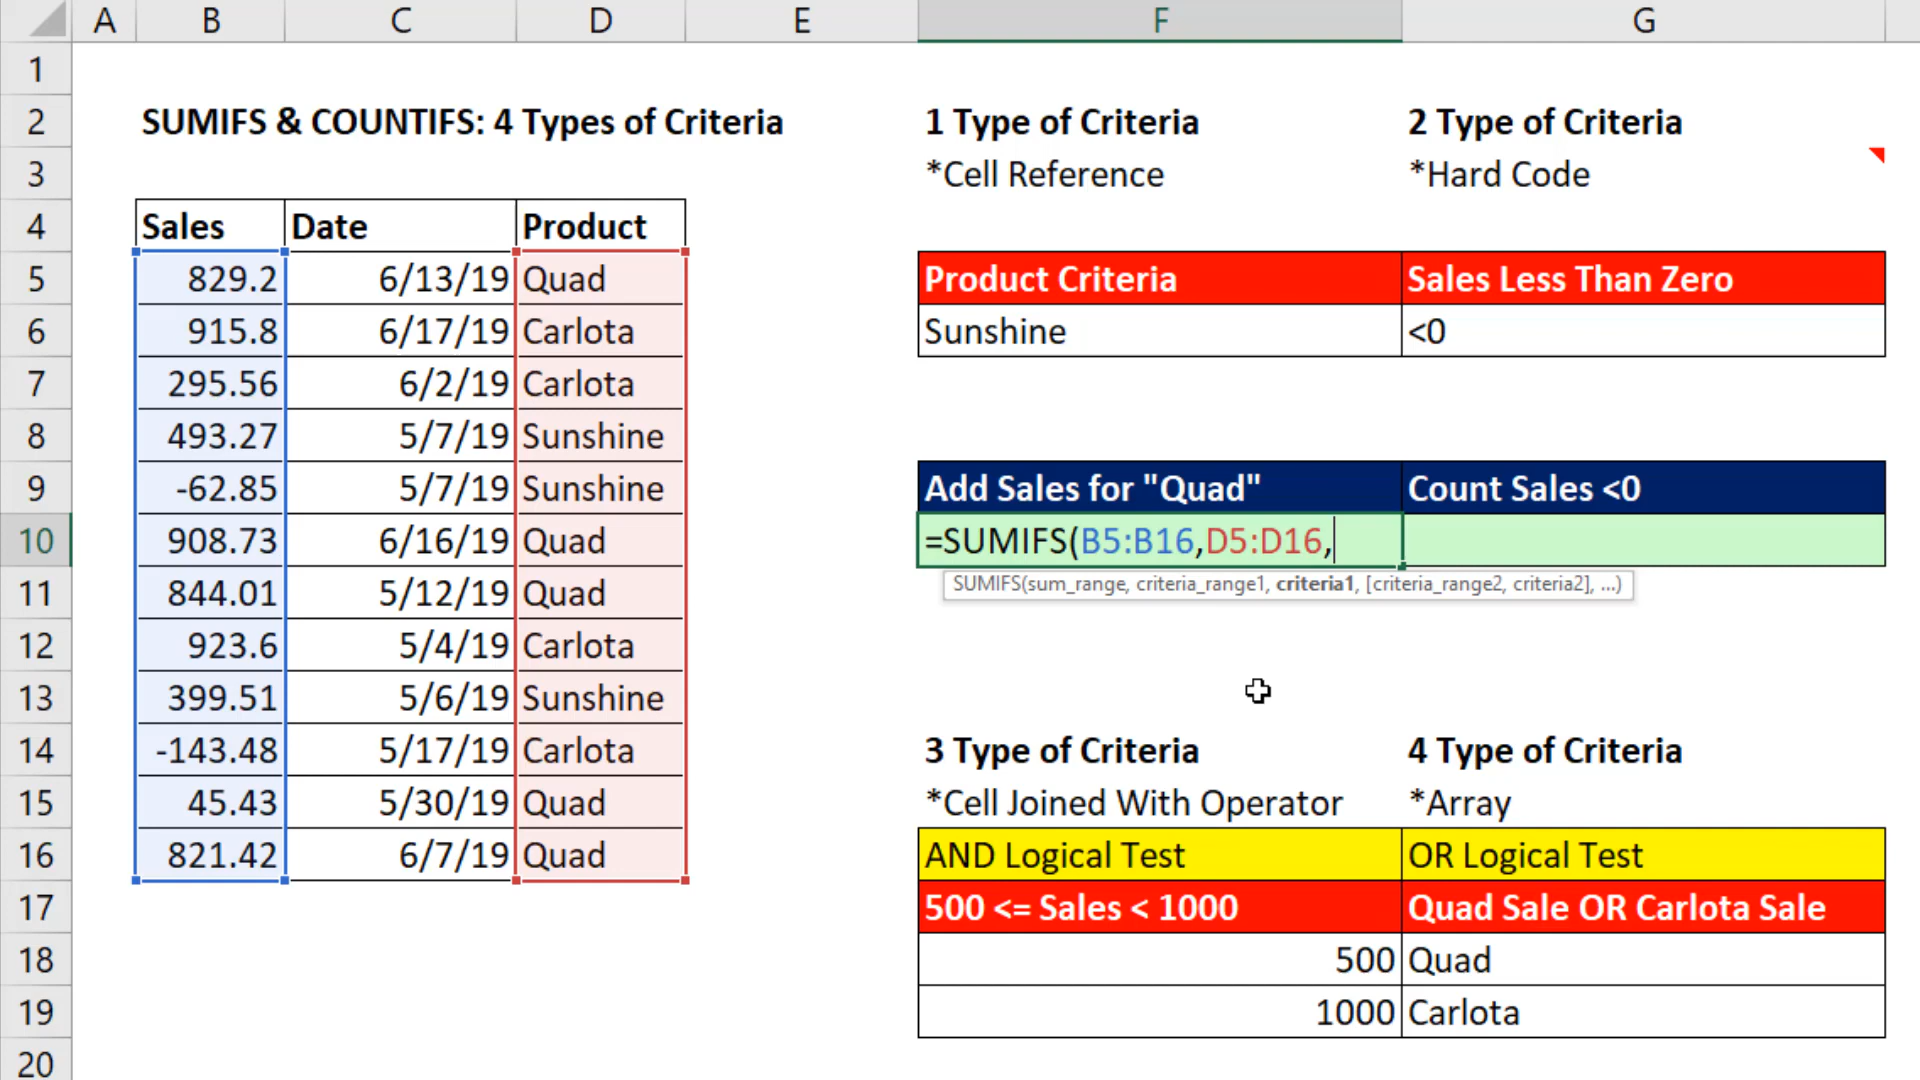 A B C D E F G
1
2 SUMIFS & COUNTIFS: 4 Types of Criteria 1 Type of Criteria 2 Type of Criteria
3 *Cell Reference *Hard Code
4 Sales Date Product
5 829.2 6/13/19 Quad Product Criteria Sales Less Than Zero
6 915.8 6/17/19 Carlota Sunshine <0
7 295.56 6/2/19 Carlota
8 493.27 5/7/19 Sunshine
9 -62.85 5/7/19 Sunshine Add Sales for "Quad" Count Sales <0
10 908.73 6/16/19 Quad =SUMIFS(B5:B16,D5:D16,
11 844.01 5/12/19 Quad SUMIFS(sum_range, criteria_range1, criteria1, [criteria_range2, criteria2], ...)
12 923.6 5/4/19 Carlota
13 399.51 5/6/19 Sunshine
14 -143.48 5/17/19 Carlota 3 Type of Criteria 4 Type of Criteria
15 45.43 5/30/19 Quad *Cell Joined With Operator *Array
16 821.42 6/7/19 Quad AND Logical Test OR Logical Test
17 500 <= Sales < 1000 Quad Sale OR Carlota Sale
18 500 Quad
19 1000 Carlota
20